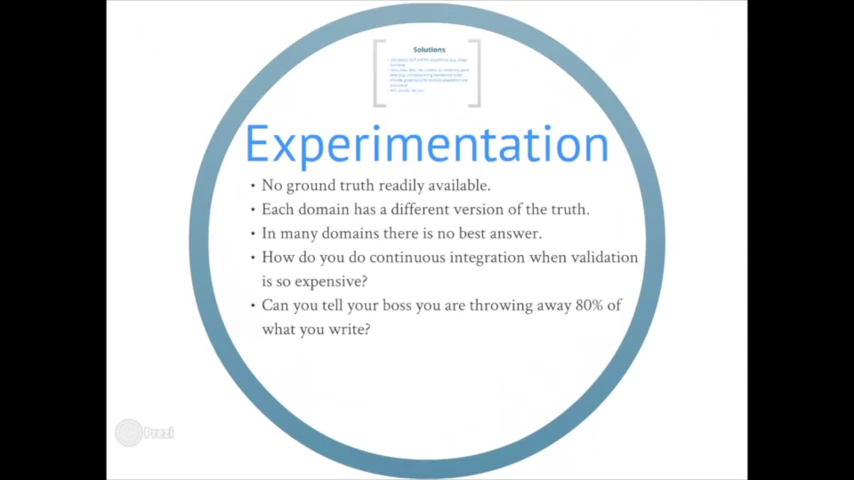 Solutions
Experimentation
• No ground truth readily available.
• Each domain has a different version of the truth.
• In many domains there is no best answer.
• How do you do continuous integration when validation
is so expensive?
• Can you tell your boss you are throwing away 80% of
what you write?
Prezi